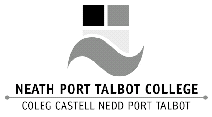 NEATH PORT TALBOT COLLEGE
COLEG CASTELL NEDD PORT TALBOT